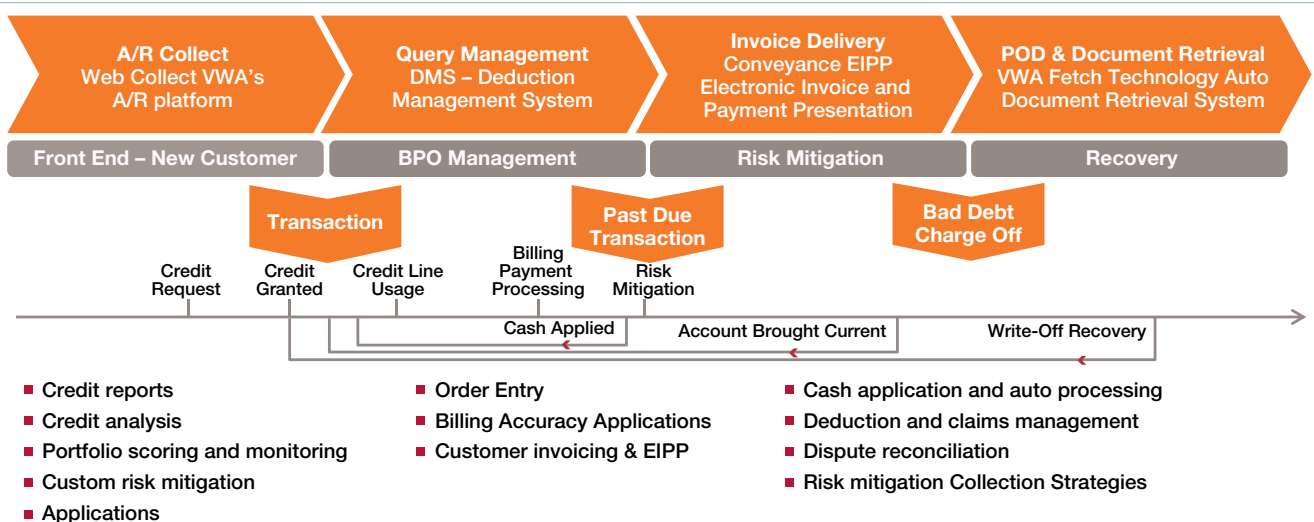 A/R Collect
Web Collect VWA's
A/R platform
Query Management
DMS – Deduction
Management System
Invoice Delivery
Conveyance EIPP
Electronic Invoice and
Payment Presentation
POD & Document Retrieval
VWA Fetch Technology Auto
Document Retrieval System
Front End – New Customer
BPO Management
Risk Mitigation
Recovery
Transaction
Past Due
Transaction
Bad Debt
Charge Off
Credit
Request
Credit
Granted
Credit Line
Usage
Billing
Payment
Processing
Risk
Mitigation
Cash Applied
Account Brought Current
Write-Off Recovery
Credit reports
Credit analysis
Portfolio scoring and monitoring
Custom risk mitigation
Applications
Order Entry
Billing Accuracy Applications
Customer invoicing & EIPP
Cash application and auto processing
Deduction and claims management
Dispute reconciliation
Risk mitigation Collection Strategies